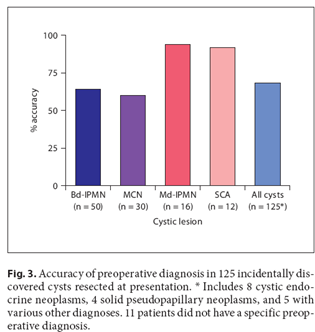 100
75
50
25
0
% accuracy
Bd-IPMN
(n = 50)
MCN
(n = 30)
Md-IPMN
(n = 16)
SCA
(n = 12)
All cysts
(n = 125*)
Cystic lesion
Fig. 3. Accuracy of preoperative diagnosis in 125 incidentally dis-
covered cysts resected at presentation. * Includes 8 cystic endo-
crine neoplasms, 4 solid pseudopapillary neoplasms, and 5 with
various other diagnoses. 11 patients did not have a specific preop-
erative diagnosis.